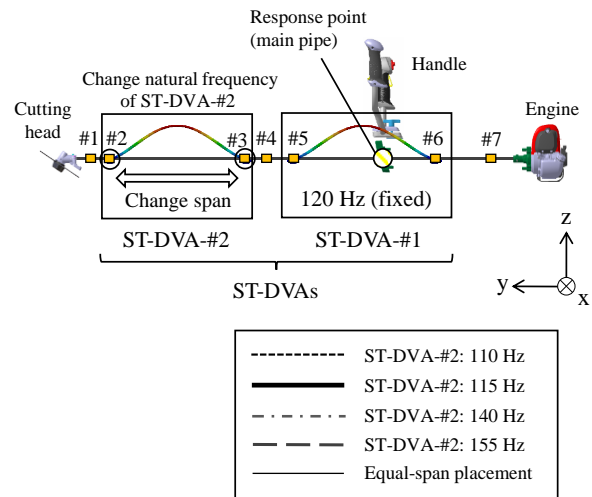 Response point
(main pipe)
Handle
Change natural frequency
of ST-DVA-#2
Cutting
head
Engine
#1
#2
#3
#4
#5
#6
#7
Change span
120 Hz (fixed)
ST-DVA-#2
ST-DVA-#1
ST-DVAs
z
y
x
ST-DVA-#2: 110 Hz
ST-DVA-#2: 115 Hz
ST-DVA-#2: 140 Hz
ST-DVA-#2: 155 Hz
Equal-span placement